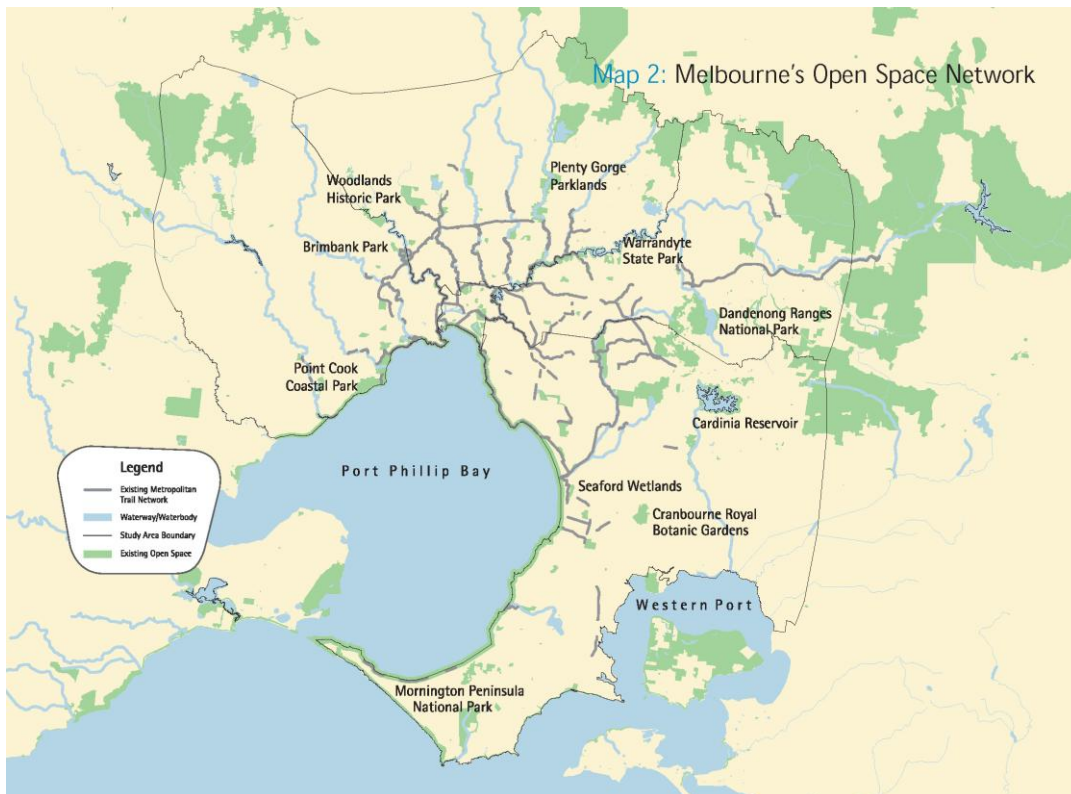 Map 2: Melbourne's Open Space Network
Plenty Gorge
Parklands
Woodlands
Historic Park
Brimbank Park
Warrandyte
State Park
Dandenong Ranges
National Park
Point Cook
Coastal Park
Cardinia Reservoir
Port Phillip Bay
Legend
Existing Metropolitan
Trail Network
Waterway/Waterbody
Study Area Boundary
Existing Open Space
Seaford Wetlands
Cranbourne Royal
Botanic Gardens
Western Port
Mornington Peninsula
National Park